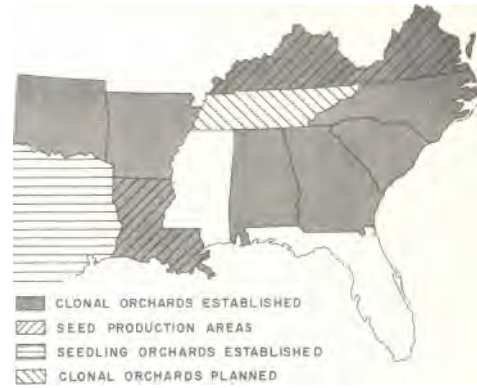 CLONAL ORCHARDS ESTABLISHED
SEED PRODUCTION AREAS
SEEDLING ORCHARDS ESTABLISHED
CLONAL ORCHARDS PLANNED